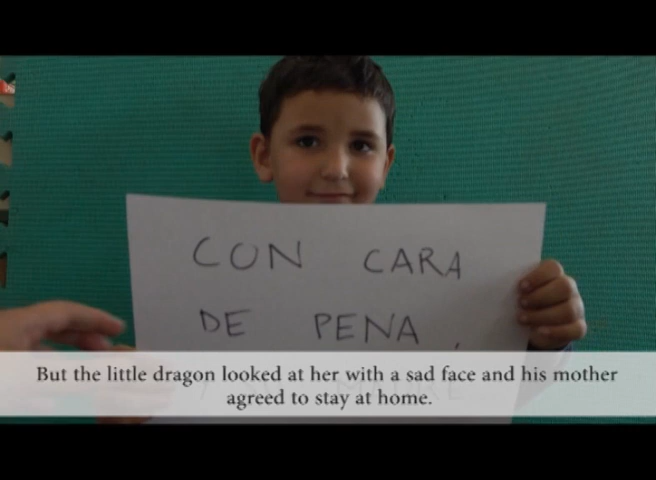 CON CARA
DE PENA,
But the little dragon looked at her with a sad face and his mother
agreed to stay at home.